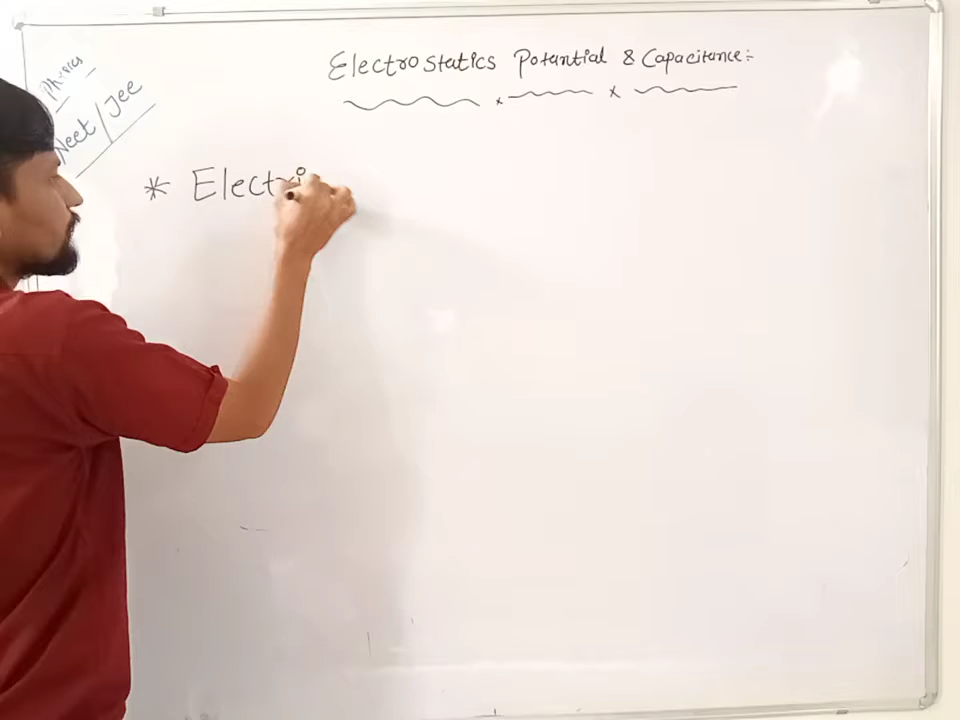 Physics
Neet/Jee
Electrostatics Potential & Capacitance:-
* Electri